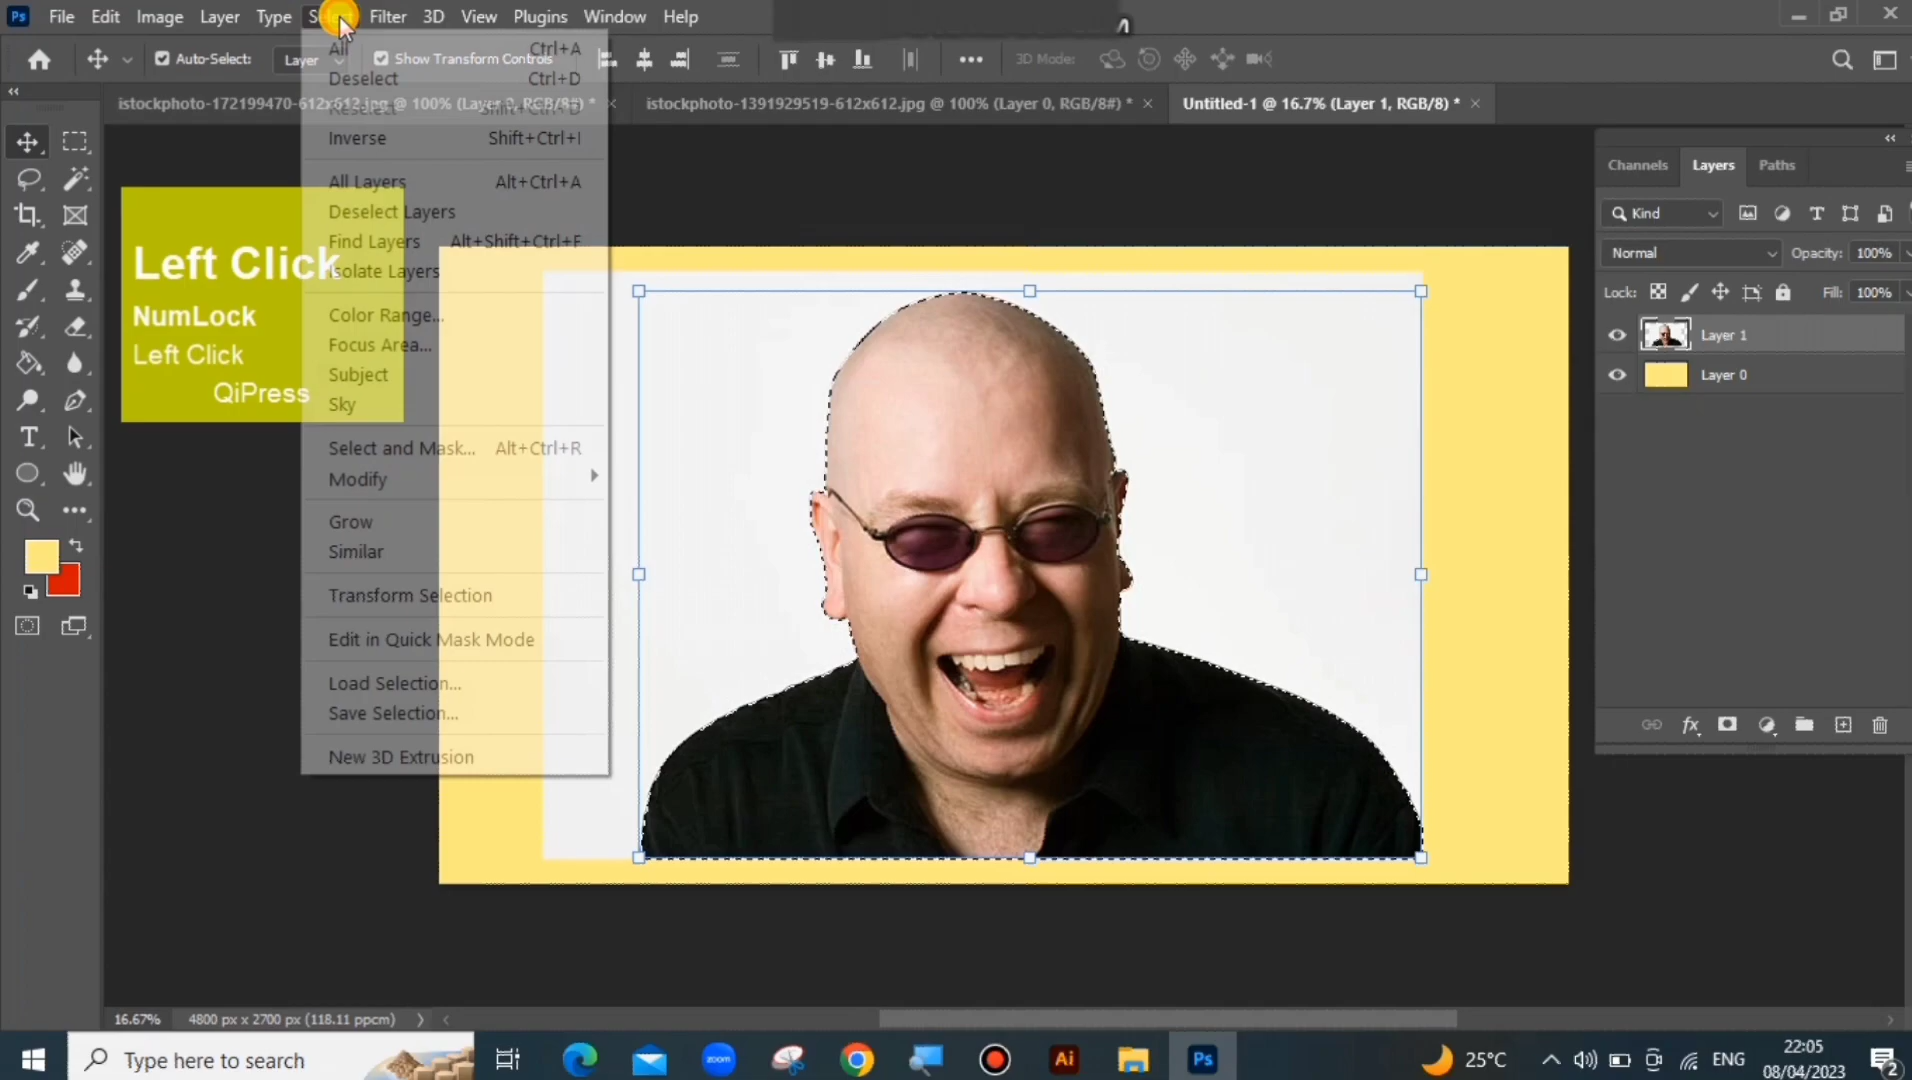 Ps File Edit Image Layer Type Select Filter 3D View Plugins Window Help
Auto-Select: Layer Show Transform Controls 3D Mode:
istockphoto-172199470-612x612.jpg @ 100% (Layer 0, RGB/8#) * istockphoto-1391929519-612x612.jpg @ 100% (Layer 0, RGB/8#) * Untitled-1 @ 16.7% (Layer 1, RGB/8) *
All Ctrl+A
Deselect Ctrl+D
Reselect Shift+Ctrl+D
Inverse Shift+Ctrl+I
All Layers Alt+Ctrl+A
Deselect Layers
Find Layers Alt+Shift+Ctrl+F
Isolate Layers
Color Range...
Focus Area...
Subject
Sky
Select and Mask... Alt+Ctrl+R
Modify
Grow
Similar
Transform Selection
Edit in Quick Mask Mode
Load Selection...
Save Selection...
New 3D Extrusion
Left Click
NumLock
Left Click
QiPress
Channels Layers Paths
Kind
Normal Opacity: 100%
Lock: Fill: 100%
Layer 1
Layer 0
16.67% 4800 px x 2700 px (118.11 ppcm)
Type here to search zoom Ai Ps 25°C ENG 22:05
08/04/2023 2